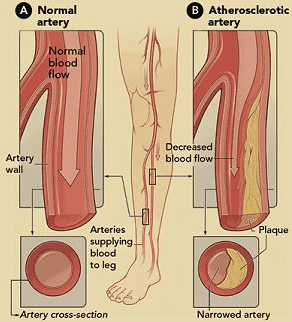 A Normal
artery
Normal
blood
flow
Artery
wall
Arteries
supplying
blood
to leg
Artery cross-section
B Atherosclerotic
artery
Decreased
blood flow
Plaque
Narrowed artery